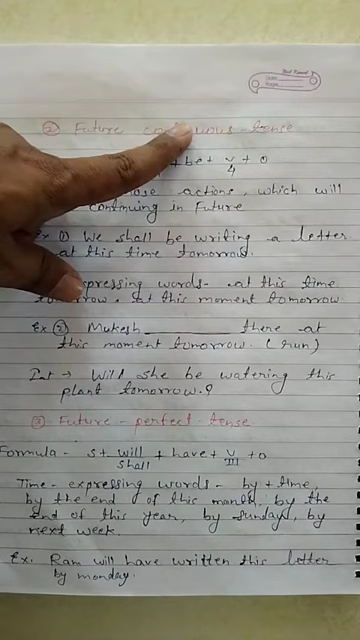 ② Future continuous tense
+ be + v/4 + o
actions, which will
continuing in Future
Ex ① We shall be writing a letter
at this time tomorrow.
expressing words - at this time
tomorrow. at this moment tomorrow
Ex ② Mukesh ________ there at
this moment tomorrow. (run)
Int → Will she be watering this
plant tomorrow?
③ Future - perfect tense
Formula - s + will/shall + have + v/III + o
Time - expressing words - by + time,
by the end of this month, by the
end of this year, by sunday, by
next week.
Ex. Ram will have written this letter
by monday.